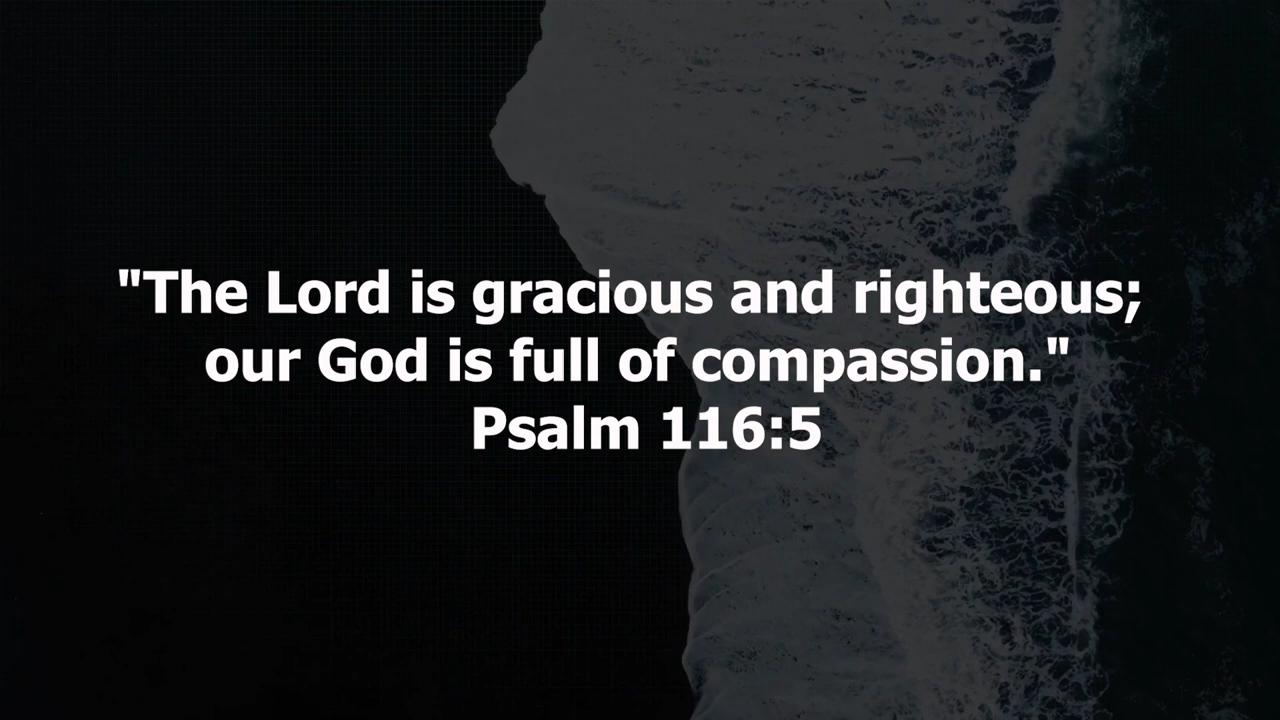 "The Lord is gracious and righteous;
our God is full of compassion."
Psalm 116:5